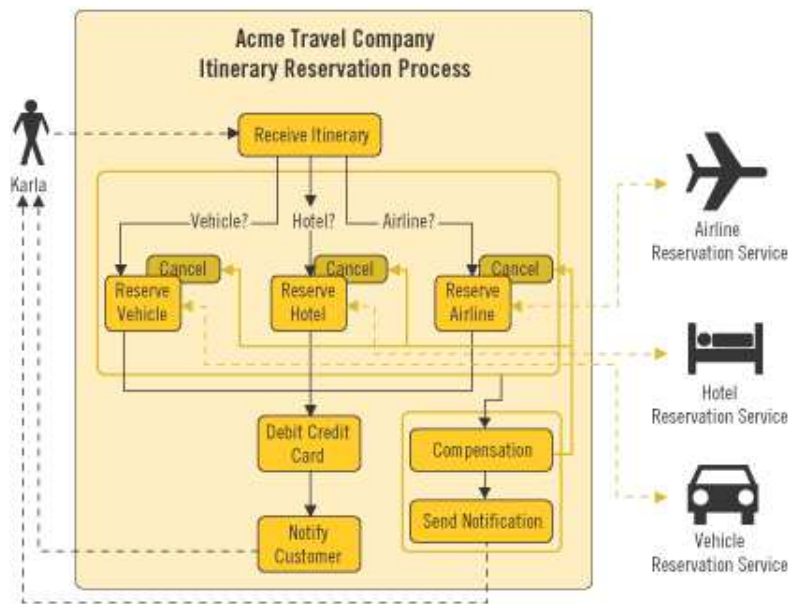 Acme Travel Company
Itinerary Reservation Process
Receive Itinerary
Karla
Vehicle?
Hotel?
Airline?
Cancel
Cancel
Cancel
Reserve
Vehicle
Reserve
Hotel
Reserve
Airline
Airline
Reservation Service
Hotel
Reservation Service
Debit Credit
Card
Compensation
Notify
Customer
Send Notification
Vehicle
Reservation Service